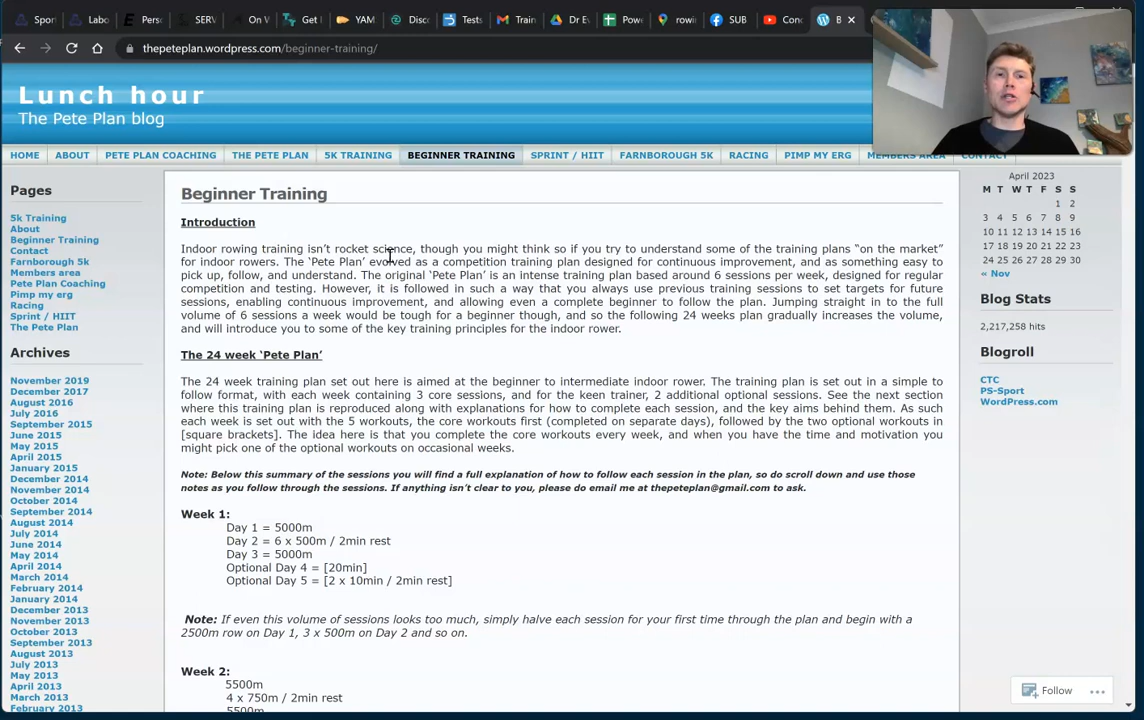 Spor
Labo
Pers
SERV
On V
Get I
YAM
Disco
Tests
Train
Dr Ev
Pow
rowi
SUB
Con
B
thepeteplan.wordpress.com/beginner-training/
Lunch hour
The Pete Plan blog
HOME ABOUT PETE PLAN COACHING THE PETE PLAN 5K TRAINING BEGINNER TRAINING SPRINT / HIIT FARNBOROUGH 5K RACING PIMP MY ERG MEMBERS AREA CONTACT
Pages
5k Training
About
Beginner Training
Contact
Farnborough 5k
Members area
Pete Plan Coaching
Pimp my erg
Racing
Sprint / HIIT
The Pete Plan
Archives
November 2019
December 2017
August 2016
July 2016
September 2015
June 2015
May 2015
April 2015
January 2015
December 2014
November 2014
October 2014
September 2014
August 2014
July 2014
June 2014
May 2014
April 2014
March 2014
February 2014
January 2014
December 2013
November 2013
October 2013
September 2013
August 2013
July 2013
June 2013
May 2013
April 2013
March 2013
February 2013
Beginner Training
Introduction
Indoor rowing training isn't rocket science, though you might think so if you try to understand some of the training plans "on the market"
for indoor rowers. The 'Pete Plan' evolved as a competition training plan designed for continuous improvement, and as something easy to
pick up, follow, and understand. The original 'Pete Plan' is an intense training plan based around 6 sessions per week, designed for regular
competition and testing. However, it is followed in such a way that you always use previous training sessions to set targets for future
sessions, enabling continuous improvement, and allowing even a complete beginner to follow the plan. Jumping straight in to the full
volume of 6 sessions a week would be tough for a beginner though, and so the following 24 weeks plan gradually increases the volume,
and will introduce you to some of the key training principles for the indoor rower.
The 24 week 'Pete Plan'
The 24 week training plan set out here is aimed at the beginner to intermediate indoor rower. The training plan is set out in a simple to
follow format, with each week containing 3 core sessions, and for the keen trainer, 2 additional optional sessions. See the next section
where this training plan is reproduced along with explanations for how to complete each session, and the key aims behind them. As such
each week is set out with the 5 workouts, the core workouts first (completed on separate days), followed by the two optional workouts in
[square brackets]. The idea here is that you complete the core workouts every week, and when you have the time and motivation you
might pick one of the optional workouts on occasional weeks.
Note: Below this summary of the sessions you will find a full explanation of how to follow each session in the plan, so do scroll down and use those
notes as you follow through the sessions. If anything isn't clear to you, please do email me at thepeteplan@gmail.com to ask.
Week 1:
Day 1 = 5000m
Day 2 = 6 x 500m / 2min rest
Day 3 = 5000m
Optional Day 4 = [20min]
Optional Day 5 = [2 x 10min / 2min rest]
Note: If even this volume of sessions looks too much, simply halve each session for your first time through the plan and begin with a
2500m row on Day 1, 3 x 500m on Day 2 and so on.
Week 2:
5500m
4 x 750m / 2min rest
5500m
April 2023
M T W T F S S
1 2
3 4 5 6 7 8 9
10 11 12 13 14 15 16
17 18 19 20 21 22 23
24 25 26 27 28 29 30
« Nov
Blog Stats
2,217,258 hits
Blogroll
CTC
PS-Sport
WordPress.com
Follow